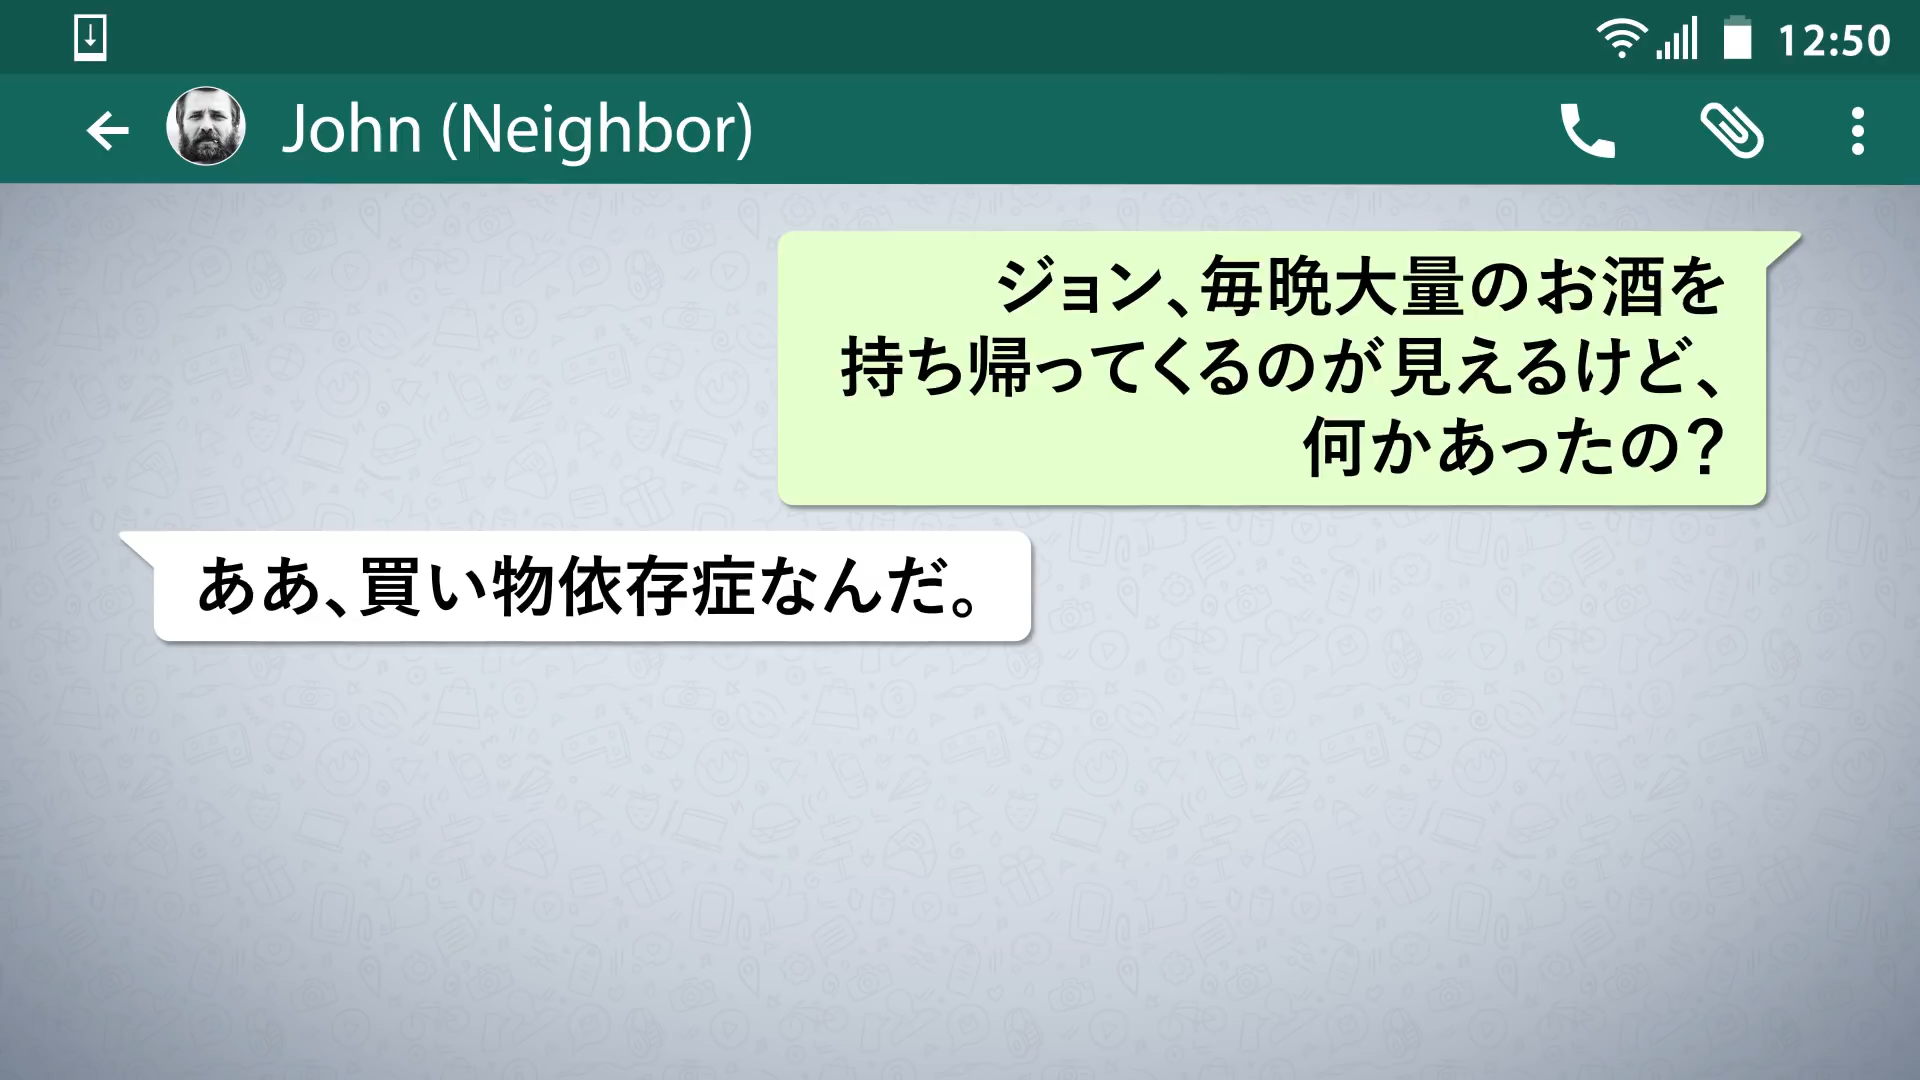 12:50
John (Neighbor)
ジョン、毎晩大量のお酒を
持ち帰ってくるのが見えるけど、
何かあったの？
ああ、買い物依存症なんだ。